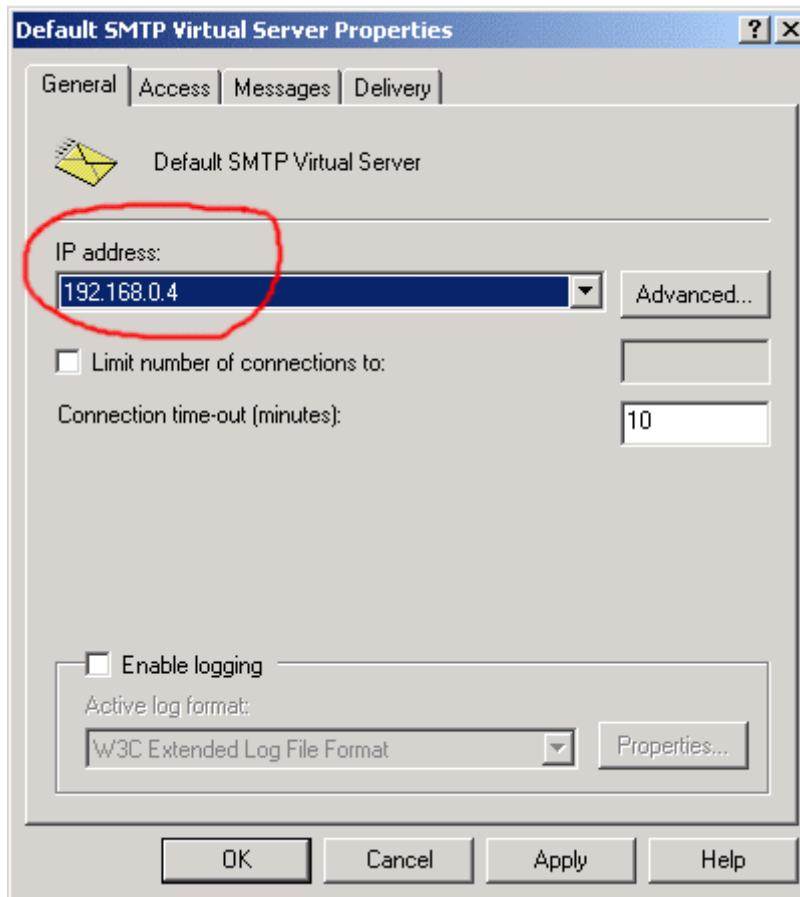 Default SMTP Virtual Server Properties
General Access Messages Delivery
Default SMTP Virtual Server
IP address:
192.168.0.4 Advanced...
Limit number of connections to:
Connection time-out (minutes): 10
Enable logging
Active log format:
W3C Extended Log File Format Properties...
OK Cancel Apply Help